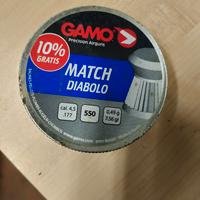 GAMO
Precision Airguns
10%
GRATIS
MATCH
DIABOLO
cal. 4,5
.177
550
0,49 g
7,56 gr